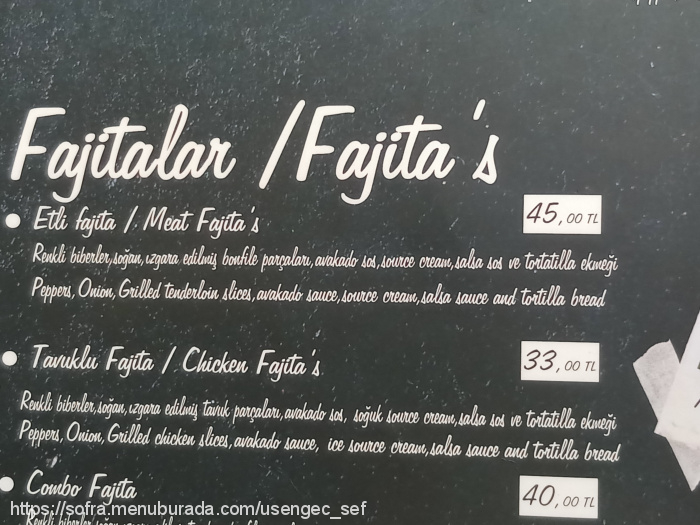 Fajitalar / Fajita's
Etli fajita / Meat Fajita's 45,00 TL
Renkli biberler,soğan,ızgara edilmiş bonfile parçaları,avakado sos,source cream,salsa sos ve tortatilla ekmeği
Peppers,Onion,Grilled tenderloin slices,avakado sauce,source cream,salsa sauce and tortilla bread
Tavuklu Fajita / Chicken Fajita's 33,00 TL
Renkli biberler,soğan,ızgara edilmiş tavuk parçaları,avakado sos, soğuk source cream,salsa sos ve tortatilla ekmeği
Peppers,Onion,Grilled chicken slices,avakado sauce, ice source cream,salsa sauce and tortilla bread
Combo Fajita 40,00 TL
https://sofra.menuburada.com/usengec_sef
Renkli biberler